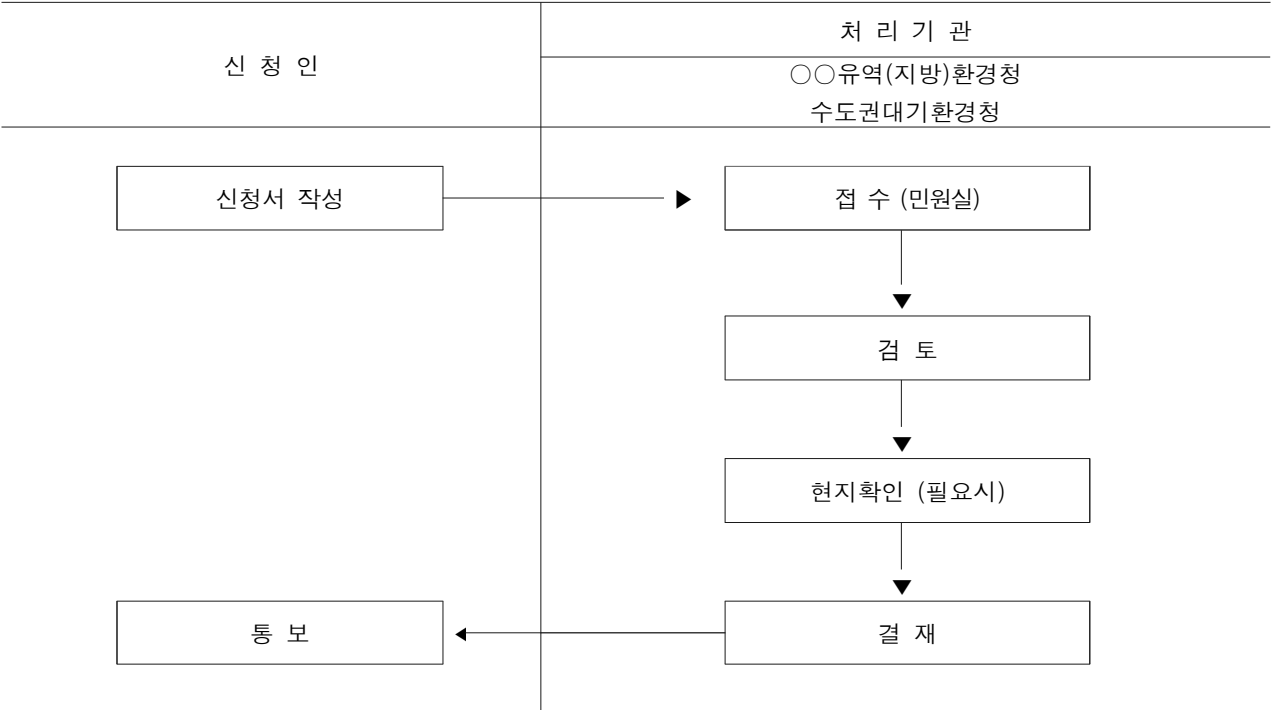 신 청 인
처 리 기 관
○○유역(지방)환경청
수도권대기환경청
신청서 작성
접 수 (민원실)
검 토
현지확인 (필요시)
통 보
결 재